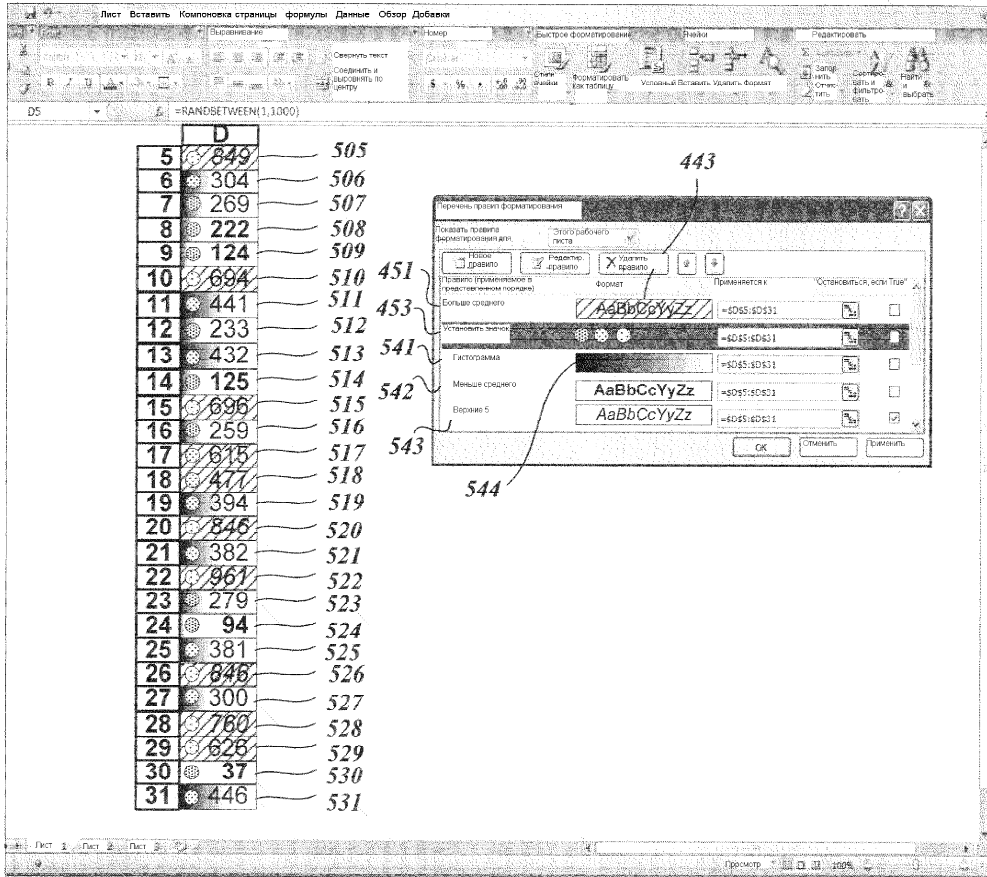 Лист Вставить Компоновка страницы формулы Данные Обзор Добавки
Выравнивание Номер Быстрое форматирование Ячейки Редактировать
Свернуть текст
Соединить и выровнять по центру
$ %
Стили ячейки
Форматировать как таблицу
Условный Вставить Удалить Формат
Найти и выбрать
D5 =RANDBETWEEN(1,1000)
D
5 849 505
6 304 506
7 269 507
8 222 508
9 124 509
10 694 510
11 441 511
12 233 512
13 432 513
14 125 514
15 696 515
16 259 516
17 615 517
18 477 518
19 394 519
20 846 520
21 382 521
22 961 522
23 279 523
24 94 524
25 381 525
26 846 526
27 300 527
28 760 528
29 626 529
30 37 530
31 446 531
443
Перечень правил форматирования
Показать правила форматирования для: Этого рабочего листа
Новое правило Редактир. правило Удалить правило
Правило (применяемое в представленном порядке) Формат Применяется к "Остановиться, если True"
451 Больше среднего AaBbCcYyZz =$D$5:$D$31
453 Установить значок =$D$5:$D$31
541 Гистограмма =$D$5:$D$31
542 Меньше среднего AaBbCcYyZz =$D$5:$D$31
543 Верхние 5 AaBbCcYyZz =$D$5:$D$31
OK Отменить Применить
544
Лист 1 Лист 2 Лист 3
Просмотр 100%